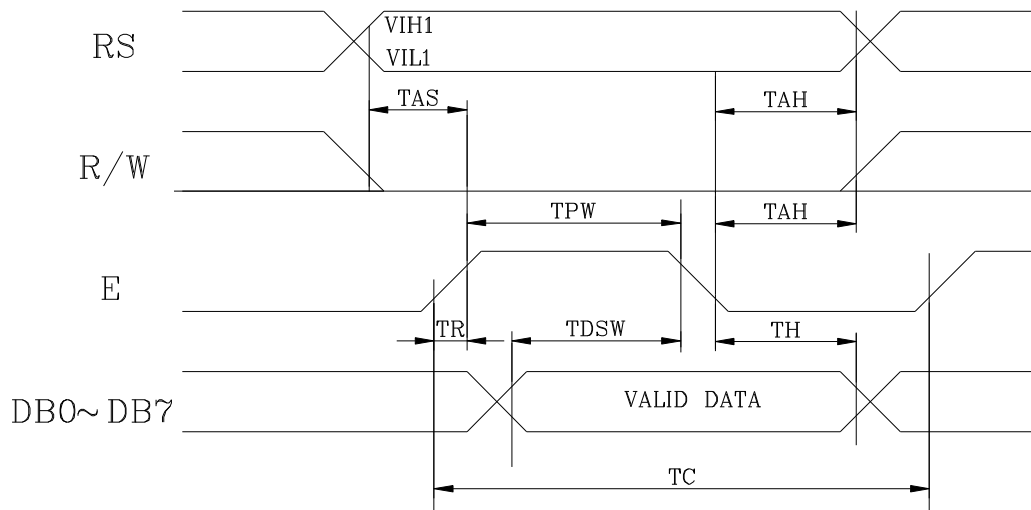 VIH1
RS
VIL1
TAS
TAH
R/W
TPW
TAH
E
TR
TDSW
TH
VALID DATA
DB0~DB7
TC